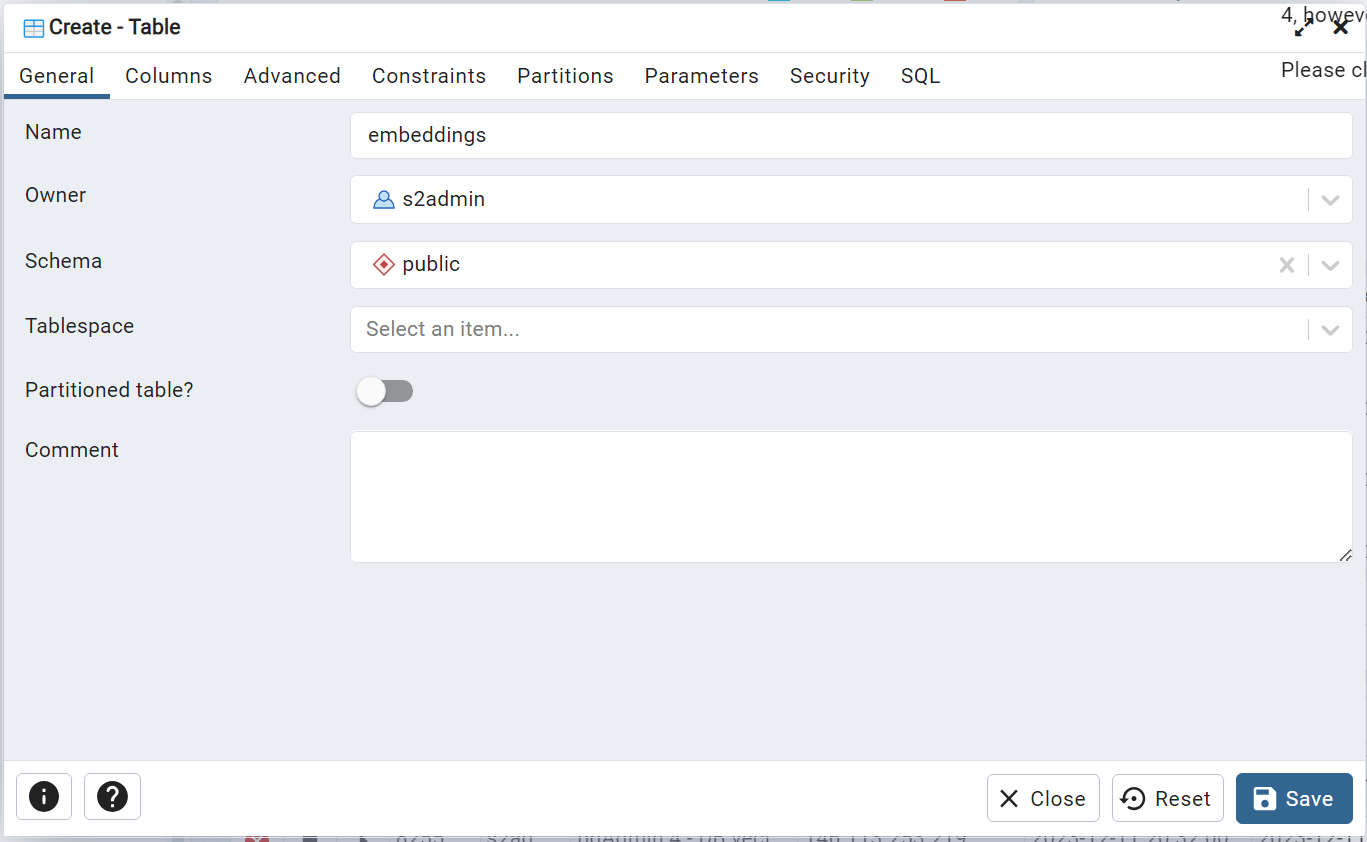 Create - Table
4, howev
Please cl
General Columns Advanced Constraints Partitions Parameters Security SQL
Name embeddings
Owner s2admin
Schema public
Tablespace Select an item...
Partitioned table?
Comment
Close Reset Save